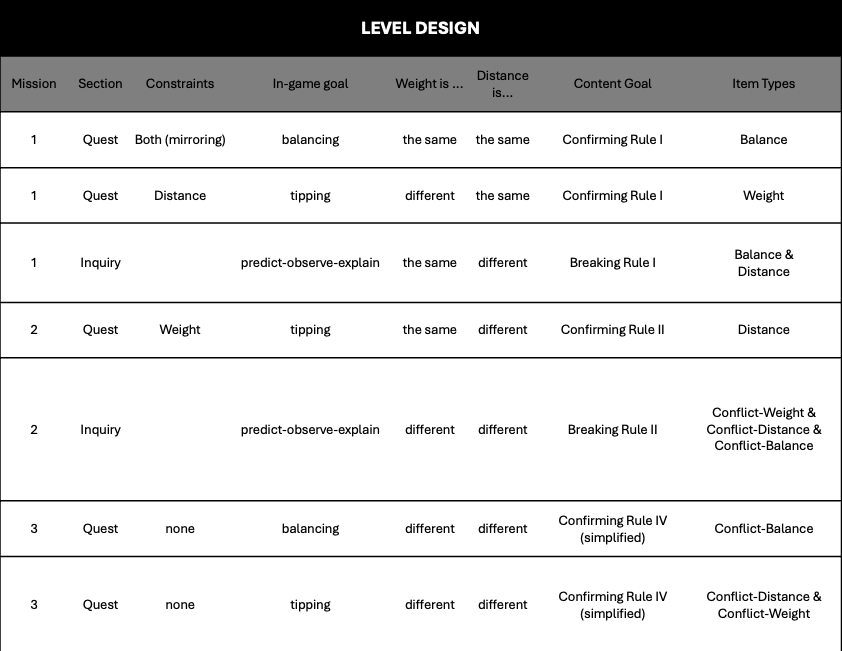 LEVEL DESIGN
Mission Section Constraints In-game goal Weight is ... Distance is... Content Goal Item Types
1 Quest Both (mirroring) balancing the same the same Confirming Rule I Balance
1 Quest Distance tipping different the same Confirming Rule I Weight
1 Inquiry predict-observe-explain the same different Breaking Rule I Balance & Distance
2 Quest Weight tipping the same different Confirming Rule II Distance
2 Inquiry predict-observe-explain different different Breaking Rule II Conflict-Weight & Conflict-Distance & Conflict-Balance
3 Quest none balancing different different Confirming Rule IV (simplified) Conflict-Balance
3 Quest none tipping different different Confirming Rule IV (simplified) Conflict-Distance & Conflict-Weight